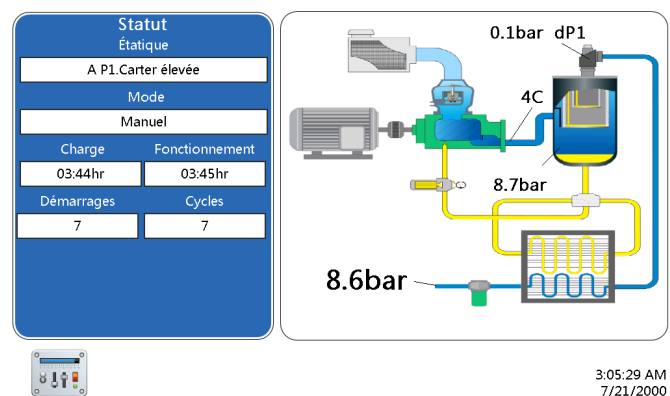 Statut
Étatique
A P1.Carter élevée
Mode
Manuel
Charge Fonctionnement
03:44hr 03:45hr
Démarrages Cycles
7 7
0.1bar dP1
4C
8.7bar
8.6bar
3:05:29 AM
7/21/2000